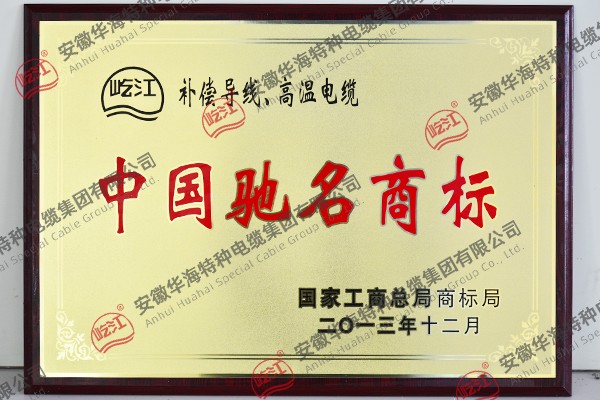 屹江 补偿导线、高温电缆
中国驰名商标
国家工商总局商标局
二〇一三年十二月
安徽华海特种电缆集团有限公司
Anhui Huahai Special Cable Group Co., Ltd.